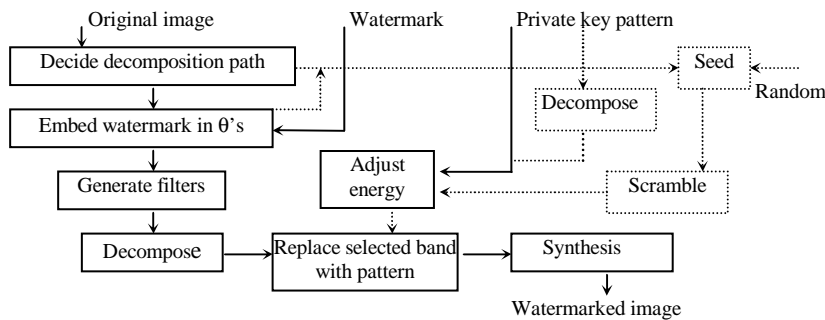 Original image
Watermark
Private key pattern
Decide decomposition path
Seed
Random
Decompose
Embed watermark in θ's
Adjust
energy
Generate filters
Scramble
Decompose
Replace selected band
with pattern
Synthesis
Watermarked image